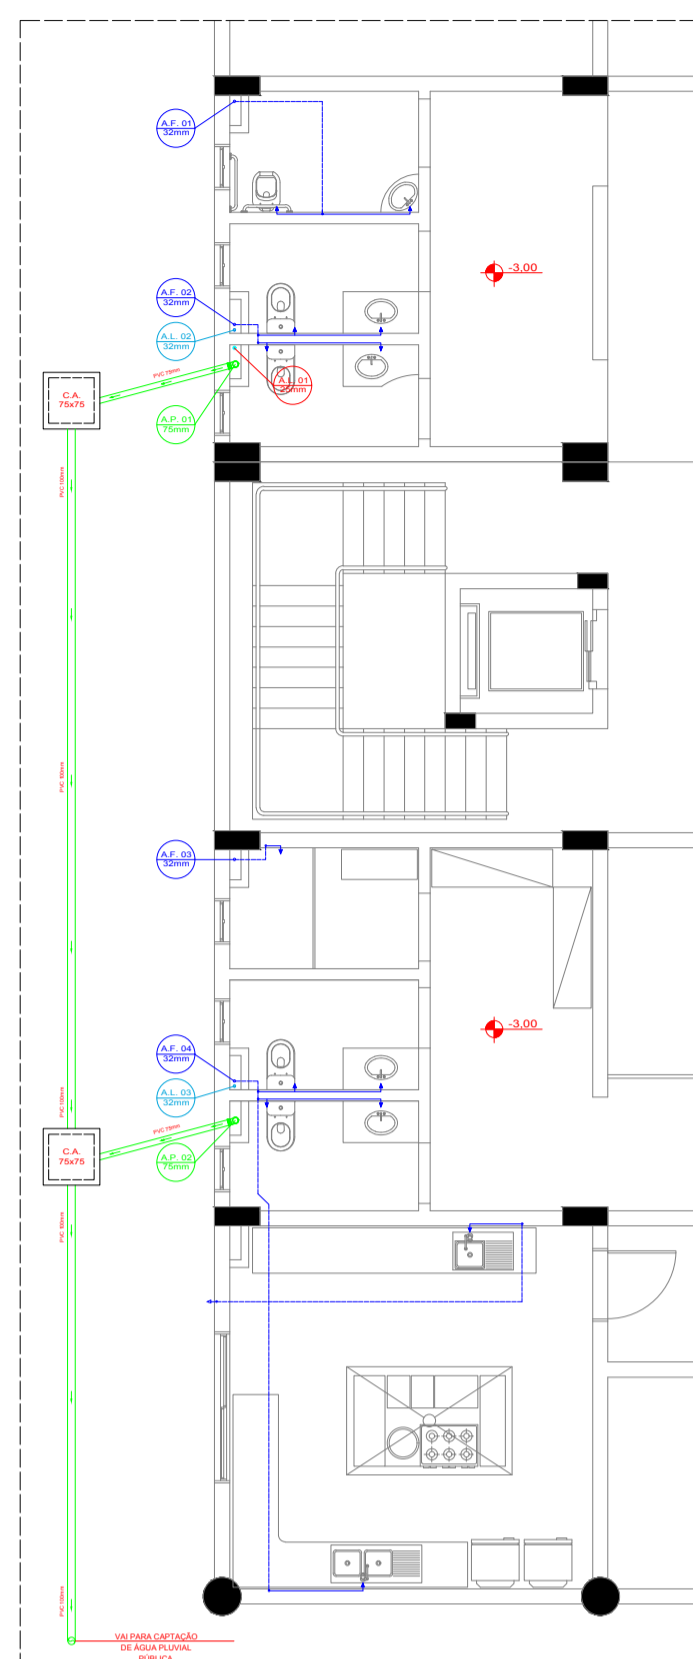 A.F. 01
32mm
-3,00
A.F. 02
32mm
A.L. 02
32mm
PVC 75mm
A.L. 01
25mm
C.A.
75x75
A.P. 01
75mm
PVC 100mm
PVC 100mm
A.F. 03
32mm
-3,00
A.F. 04
32mm
A.L. 03
32mm
PVC 100mm
PVC 75mm
C.A.
75x75
A.P. 02
75mm
PVC 100mm
PVC 100mm
VAI PARA CAPTAÇÃO
DE ÁGUA PLUVIAL
PÚBLICA